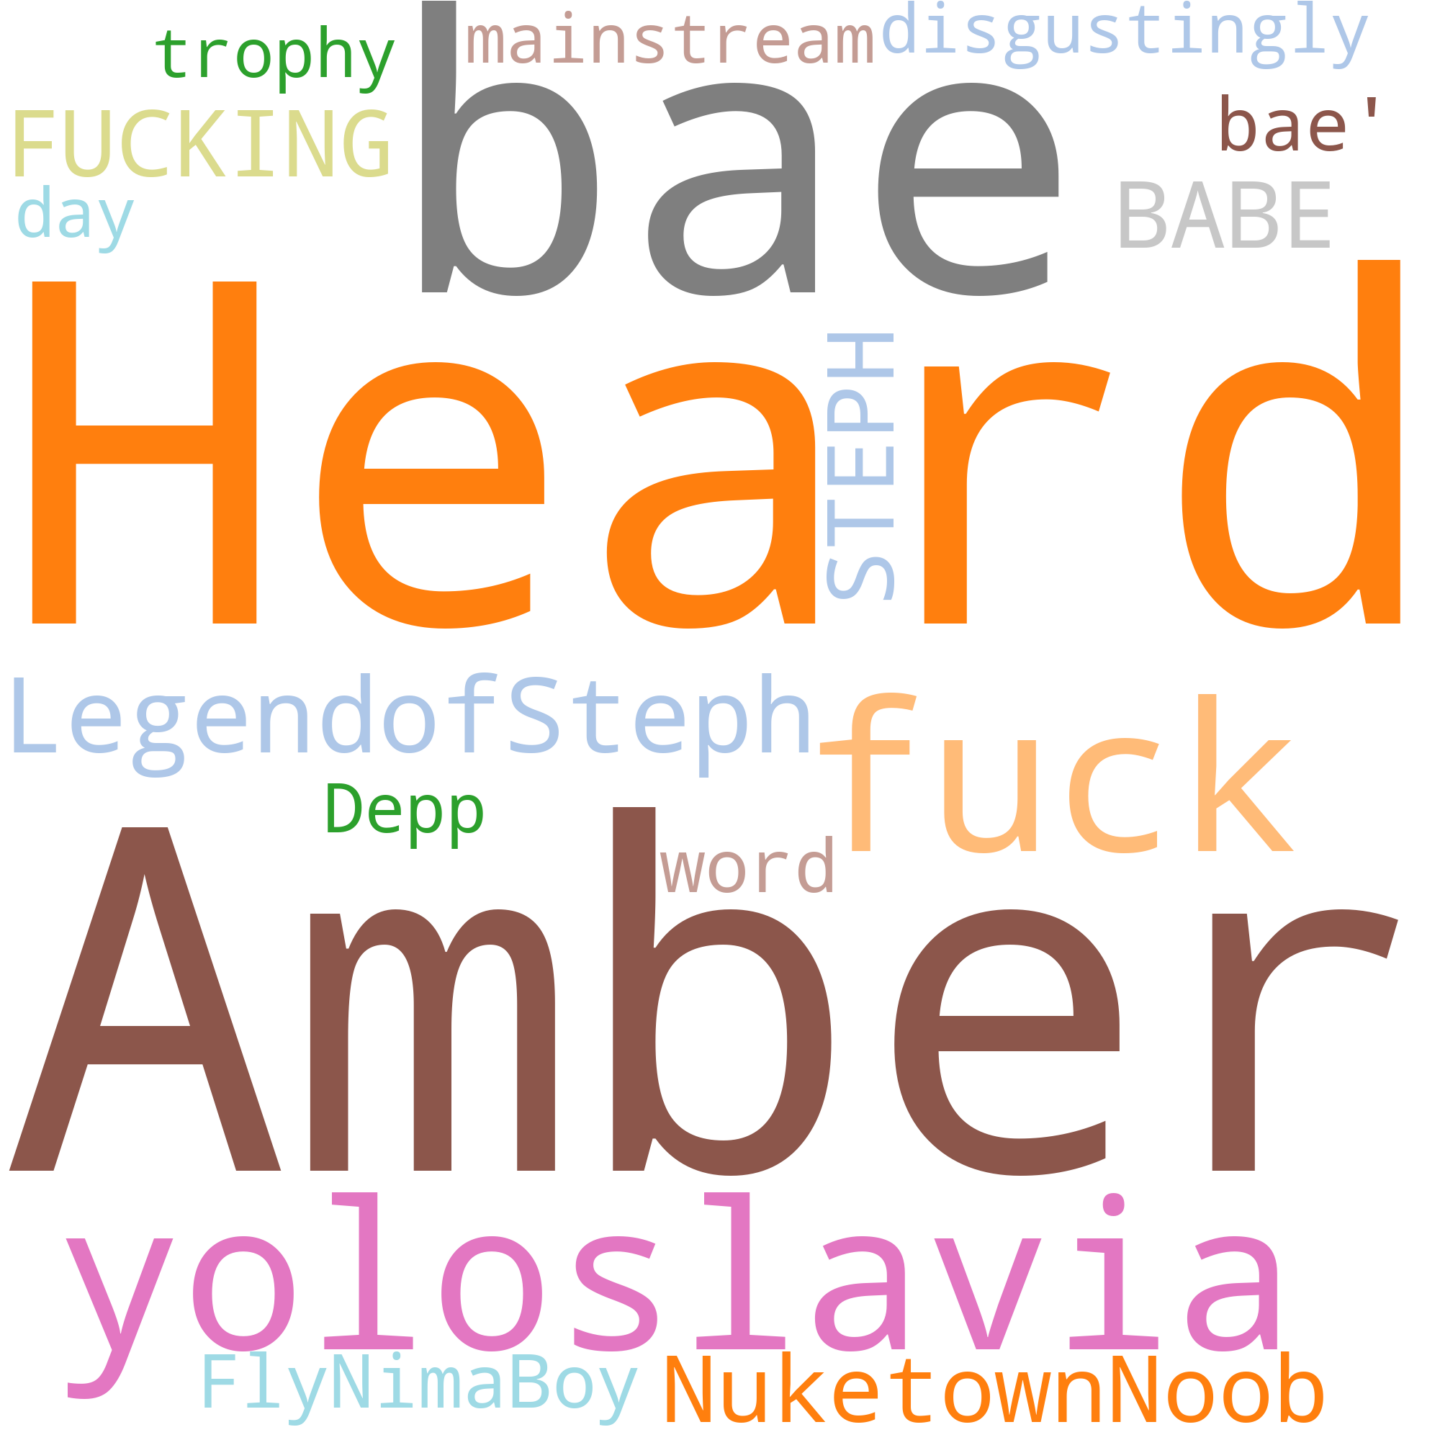 trophy
mainstream
disgustingly
FUCKING
bae
bae'
day
BABE
Heard
STEPH
LegendofSteph
fuck
Depp
word
Amber
yoloslavia
FlyNimaBoy
NuketownNoob